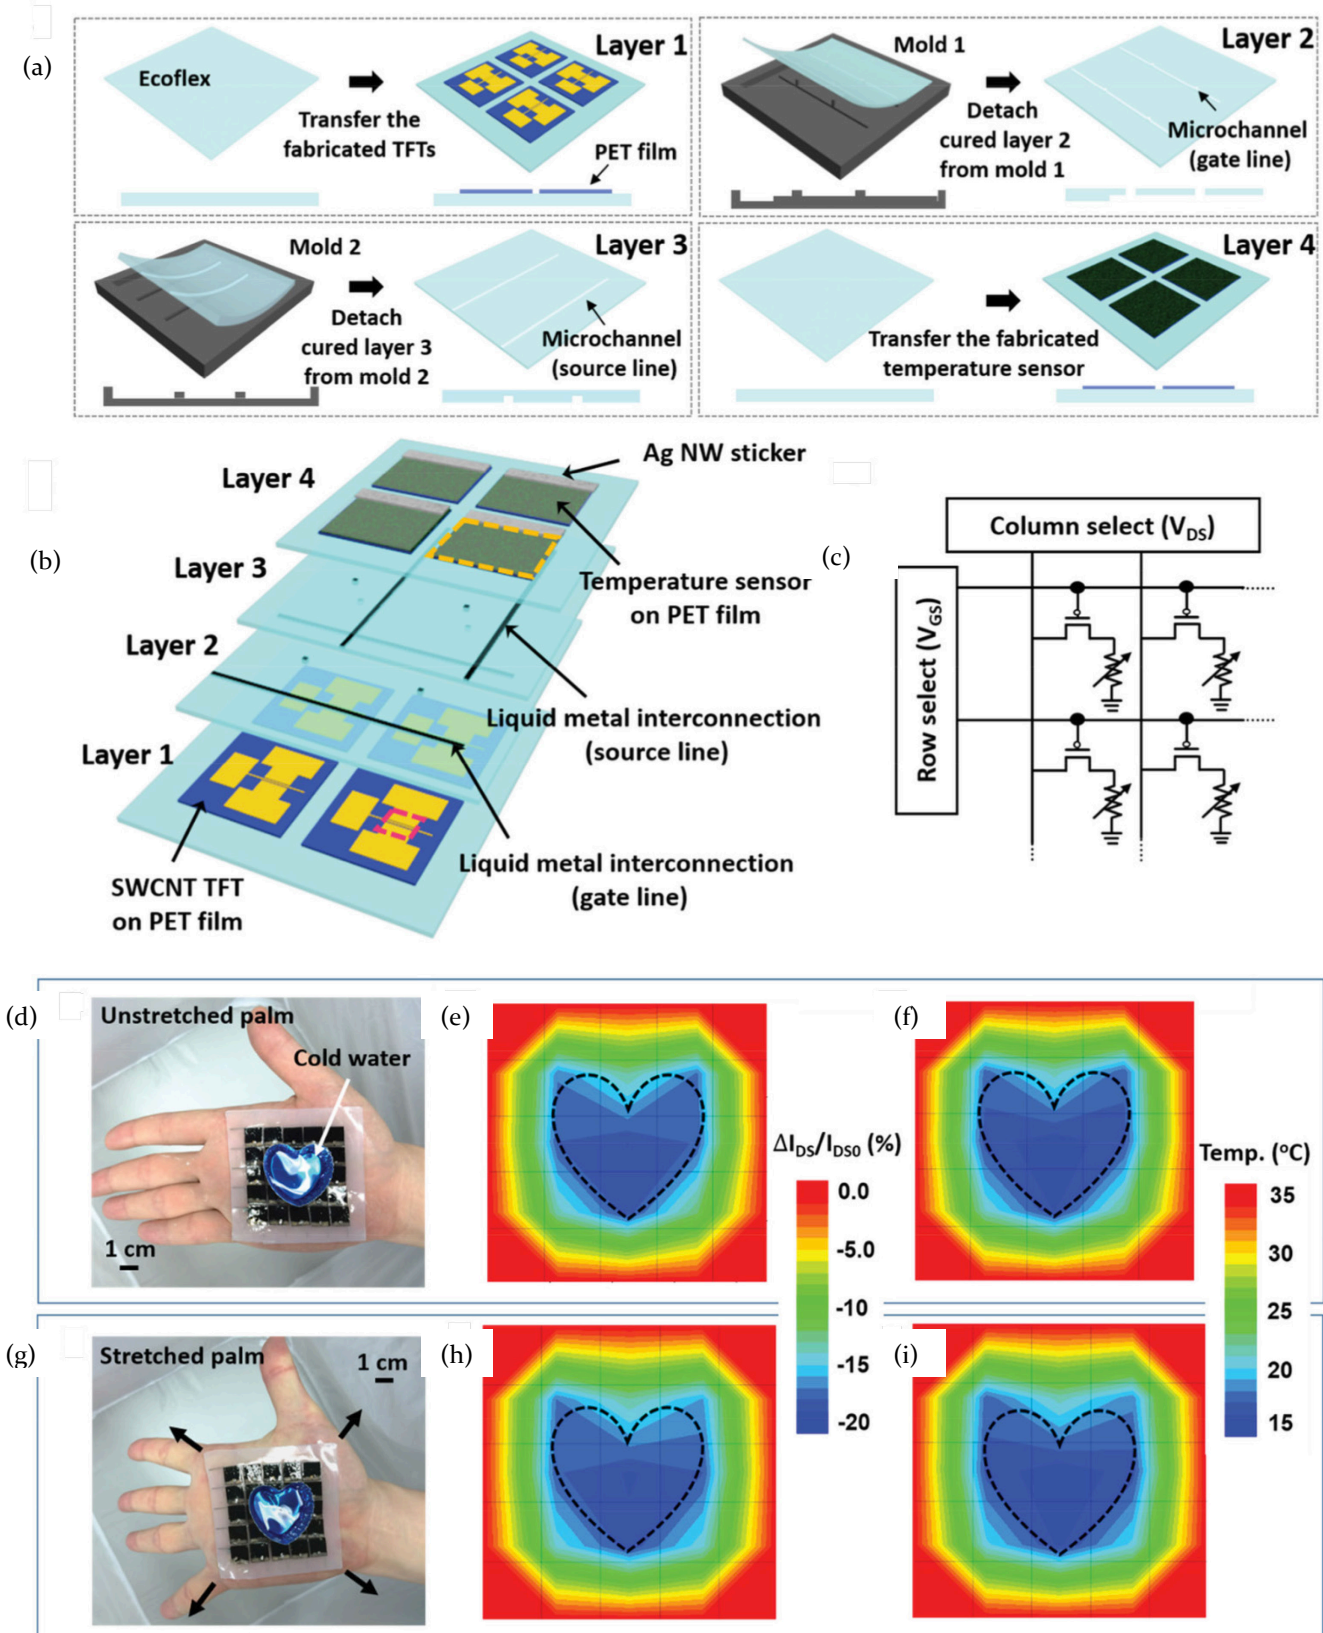 (a)
Ecoflex
Transfer the
fabricated TFTs
Layer 1
PET film
Mold 1
Detach
cured layer 2
from mold 1
Layer 2
Microchannel
(gate line)
Mold 2
Detach
cured layer 3
from mold 2
Layer 3
Microchannel
(source line)
Layer 4
Transfer the fabricated
temperature sensor
(b)
Layer 4
Layer 3
Layer 2
Layer 1
Ag NW sticker
Temperature sensor
on PET film
Liquid metal interconnection
(source line)
Liquid metal interconnection
(gate line)
SWCNT TFT
on PET film
(c)
Column select (V_DS)
Row select (V_GS)
(d)
Unstretched palm
Cold water
1 cm
(e)
ΔI_DS/I_DS0 (%)
0.0
-5.0
-10
-15
-20
(f)
Temp. (°C)
35
30
25
20
15
(g)
Stretched palm
1 cm
(h)
(i)